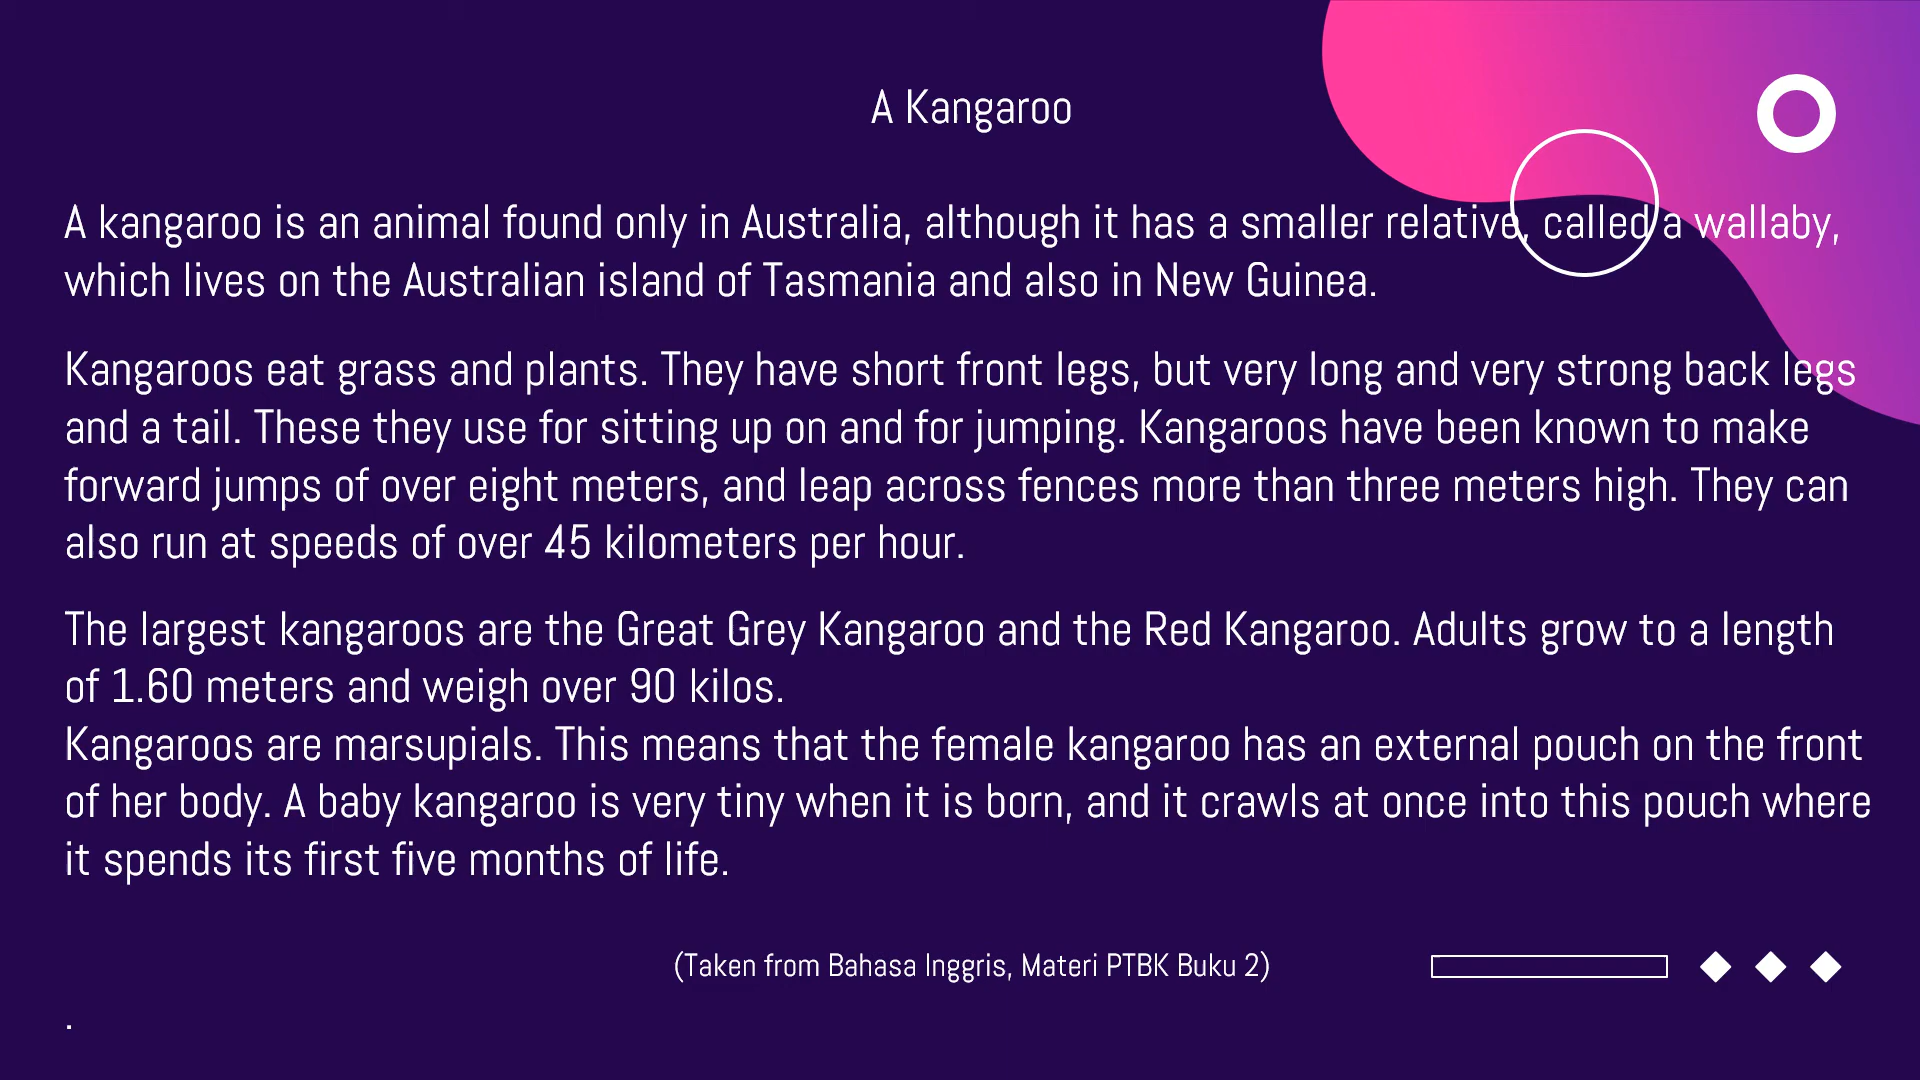 A Kangaroo
A kangaroo is an animal found only in Australia, although it has a smaller relative, called a wallaby,
which lives on the Australian island of Tasmania and also in New Guinea.
Kangaroos eat grass and plants. They have short front legs, but very long and very strong back legs
and a tail. These they use for sitting up on and for jumping. Kangaroos have been known to make
forward jumps of over eight meters, and leap across fences more than three meters high. They can
also run at speeds of over 45 kilometers per hour.
The largest kangaroos are the Great Grey Kangaroo and the Red Kangaroo. Adults grow to a length
of 1.60 meters and weigh over 90 kilos.
Kangaroos are marsupials. This means that the female kangaroo has an external pouch on the front
of her body. A baby kangaroo is very tiny when it is born, and it crawls at once into this pouch where
it spends its first five months of life.
(Taken from Bahasa Inggris, Materi PTBK Buku 2)
.